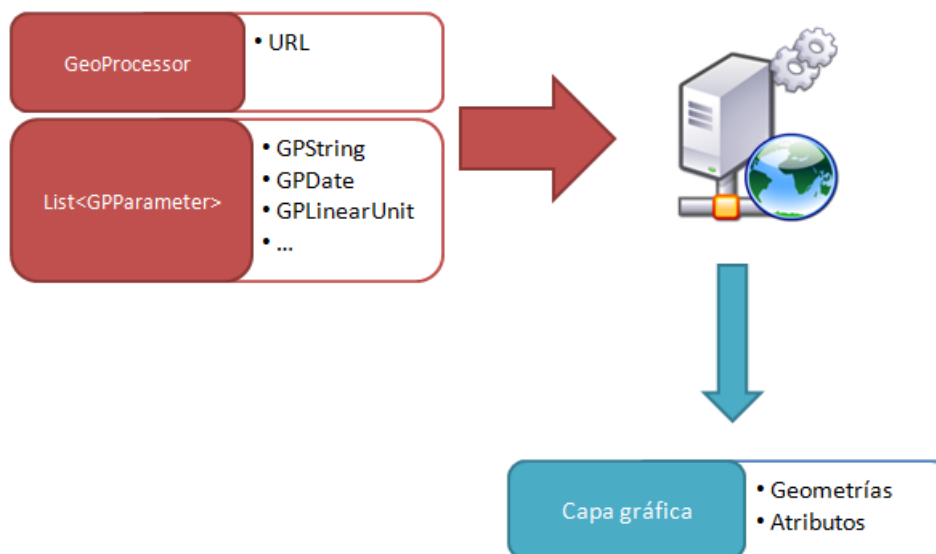 GeoProcessor
• URL
List<GPParameter>
• GPString
• GPDate
• GPLinearUnit
• ...
Capa gráfica
• Geometrías
• Atributos